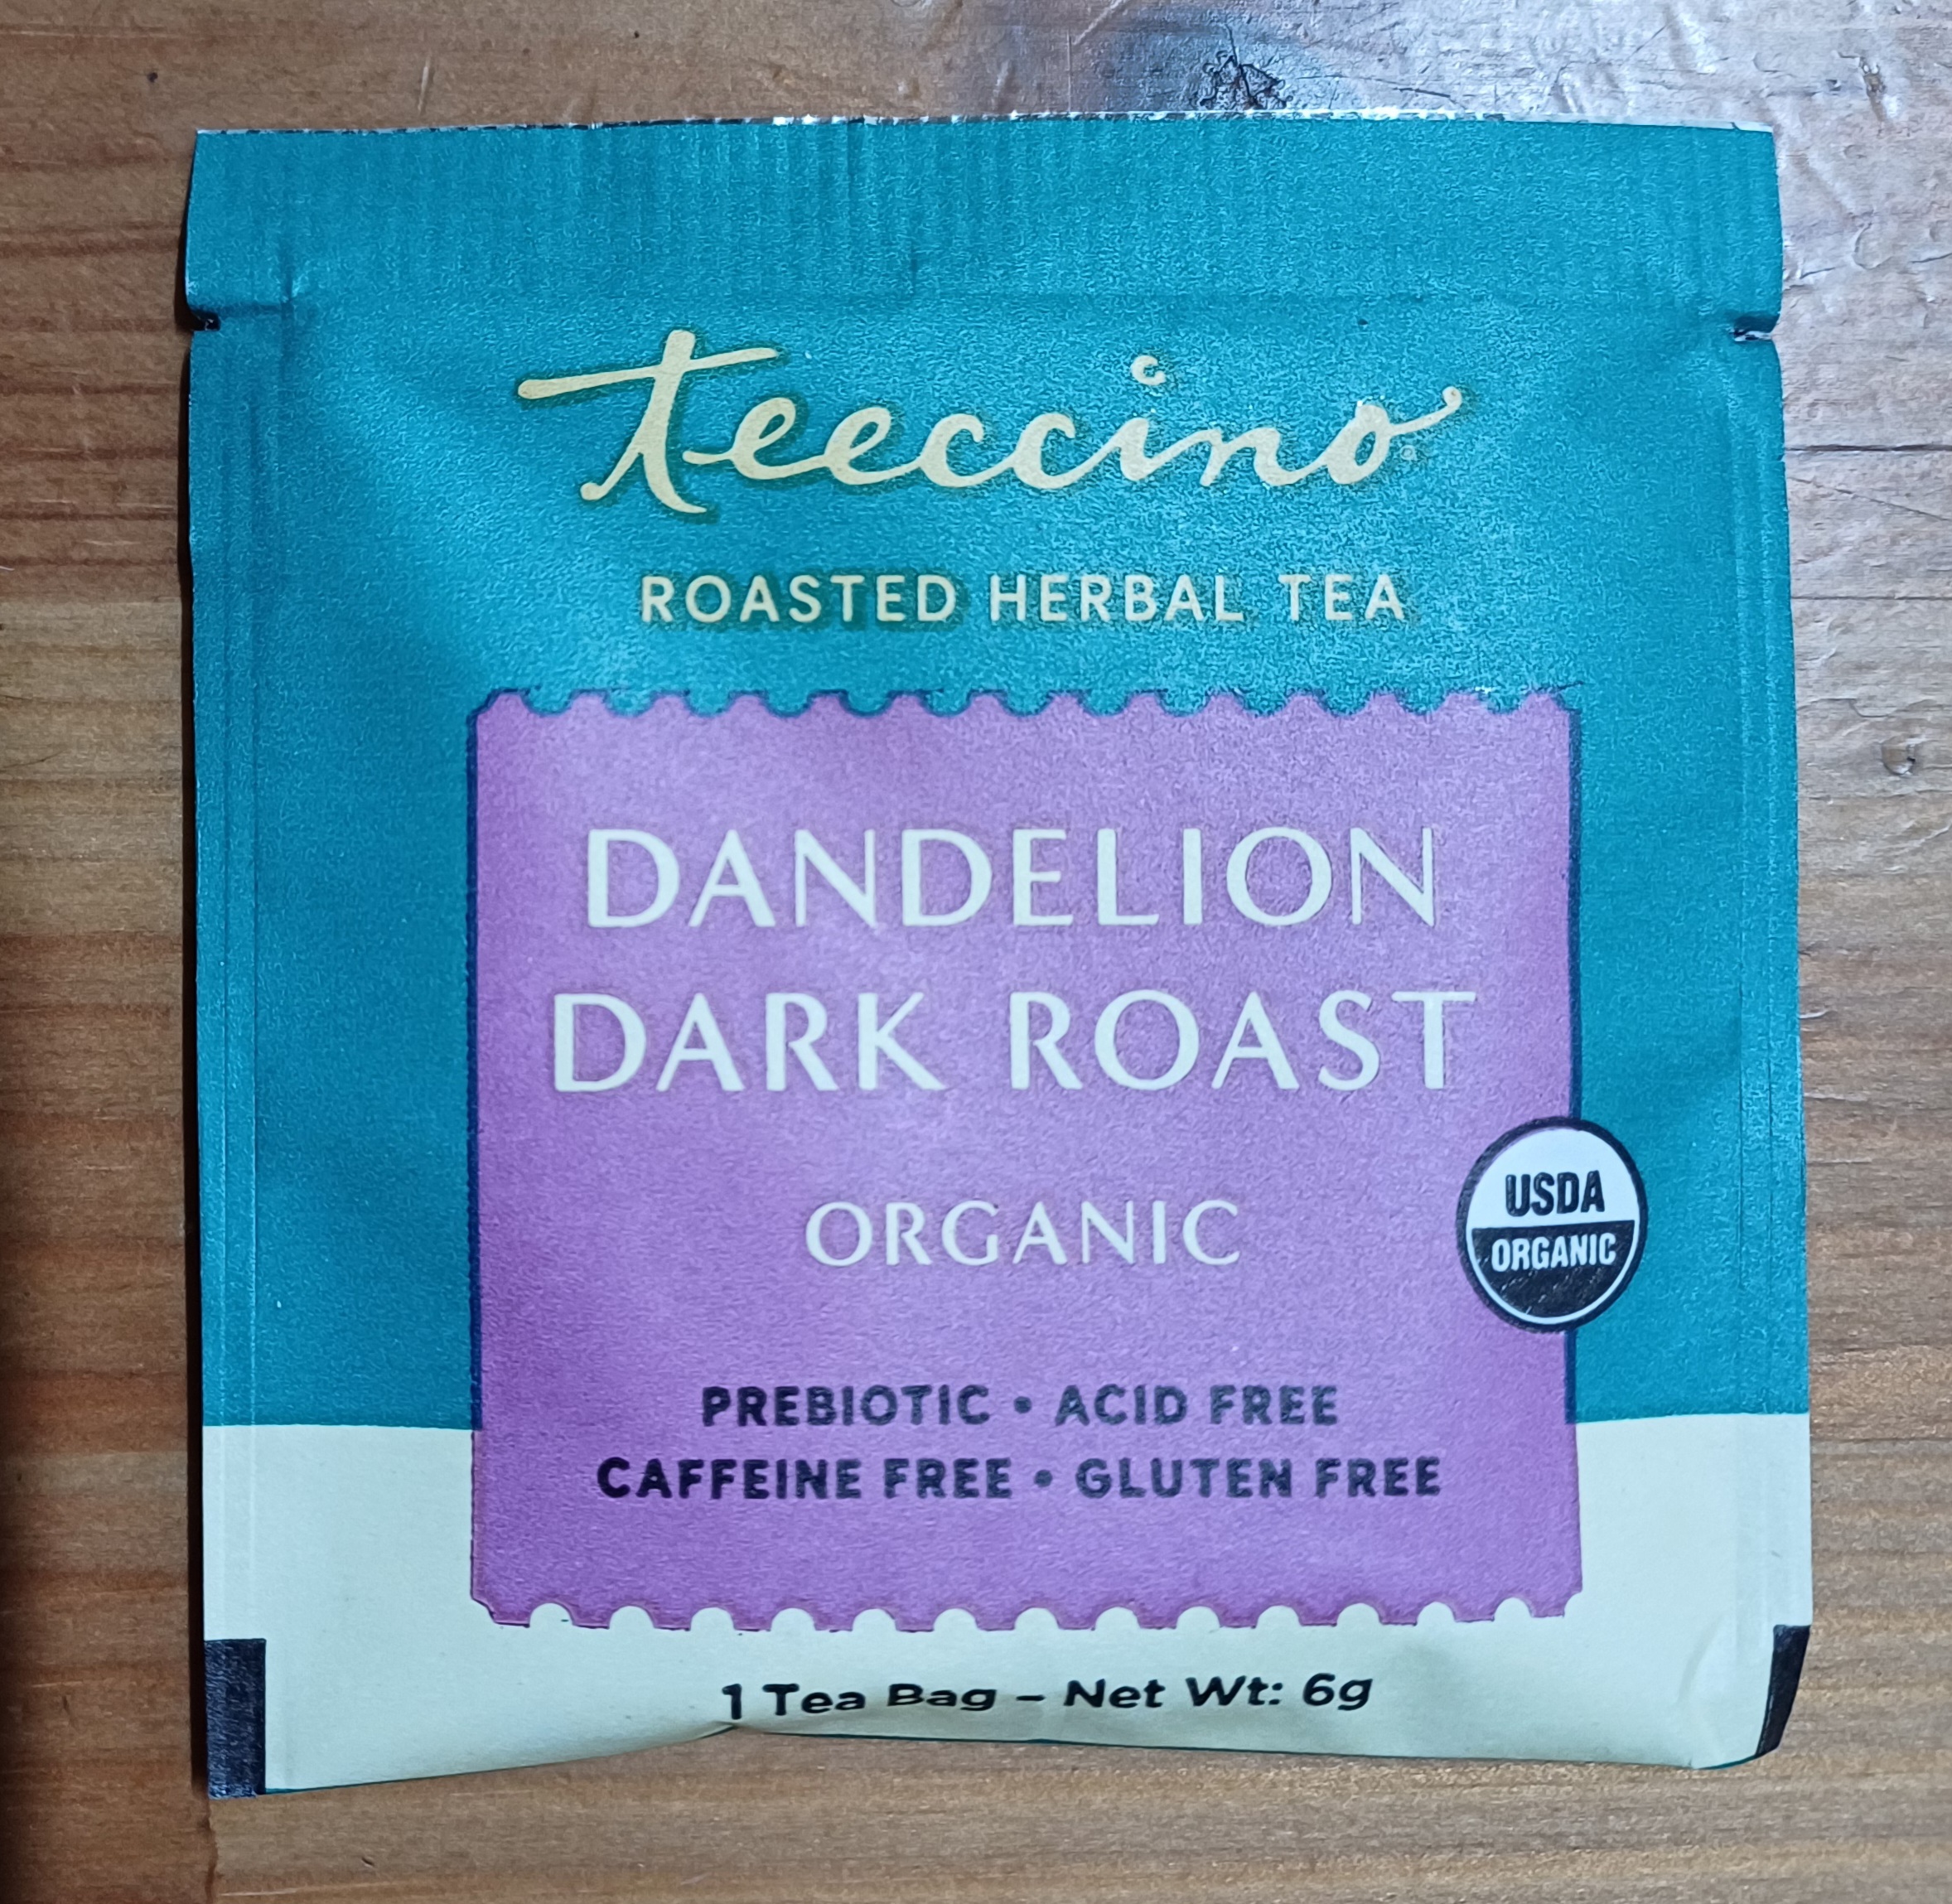 teeccino
ROASTED HERBAL TEA
DANDELION
DARK ROAST
ORGANIC
USDA
ORGANIC
PREBIOTIC • ACID FREE
CAFFEINE FREE • GLUTEN FREE
1 Tea Bag – Net Wt: 6g